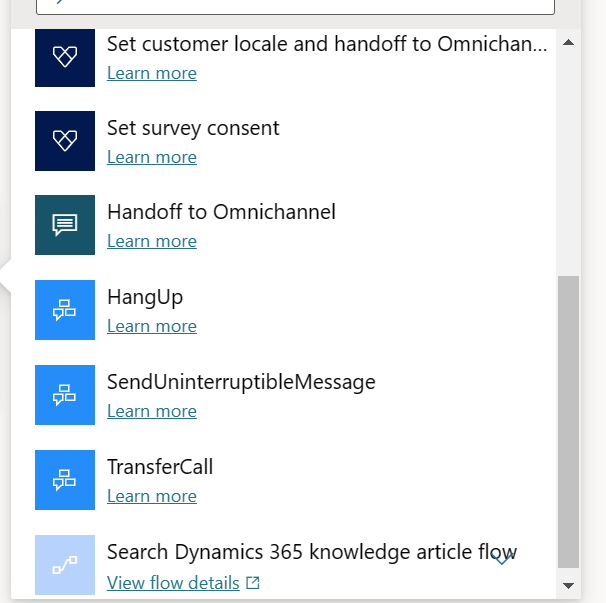 Set customer locale and handoff to Omnichan...
Learn more
Set survey consent
Learn more
Handoff to Omnichannel
Learn more
HangUp
Learn more
SendUninterruptibleMessage
Learn more
TransferCall
Learn more
Search Dynamics 365 knowledge article flow
View flow details